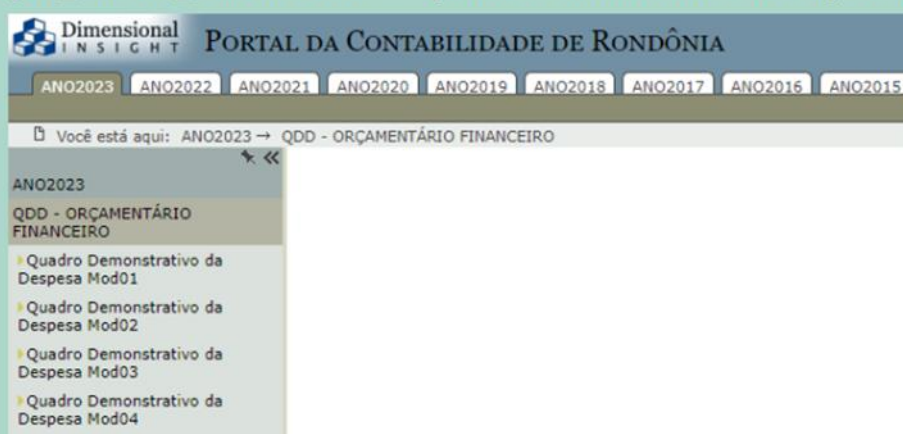 Dimensional
INSIGHT
PORTAL DA CONTABILIDADE DE RONDÔNIA
ANO2023 ANO2022 ANO2021 ANO2020 ANO2019 ANO2018 ANO2017 ANO2016 ANO2015
Você está aqui: ANO2023→ QDD - ORÇAMENTÁRIO FINANCEIRO
ANO2023
QDD - ORÇAMENTÁRIO
FINANCEIRO
Quadro Demonstrativo da
Despesa Mod01
Quadro Demonstrativo da
Despesa Mod02
Quadro Demonstrativo da
Despesa Mod03
Quadro Demonstrativo da
Despesa Mod04